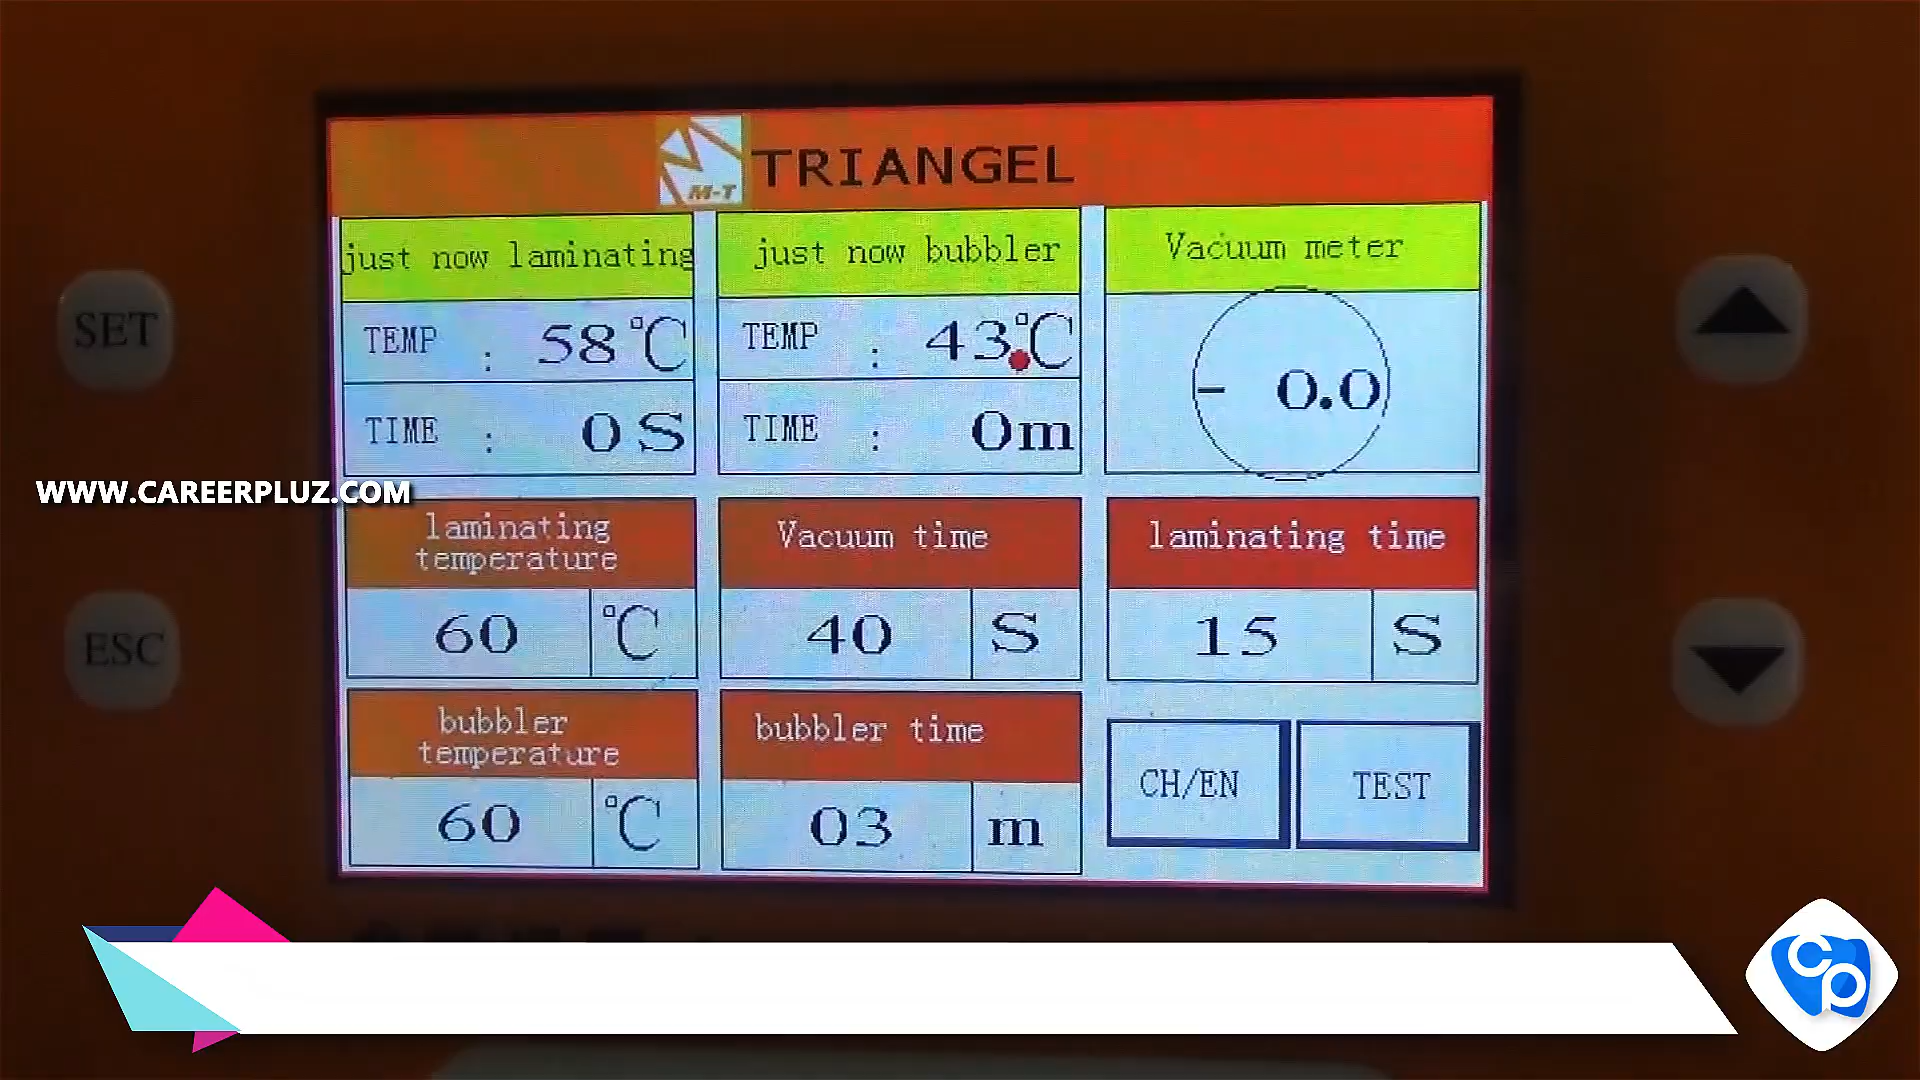 M-T TRIANGEL
just now laminating
TEMP : 58 °C
TIME : 0 S
just now bubbler
TEMP : 43 °C
TIME : 0m
Vacuum meter
- 0.0
SET
ESC
WWW.CAREERPLUZ.COM
laminating
temperature
60 °C
Vacuum time
40 S
laminating time
15 S
bubbler
temperature
60 °C
bubbler time
03 m
CH/EN
TEST
CP